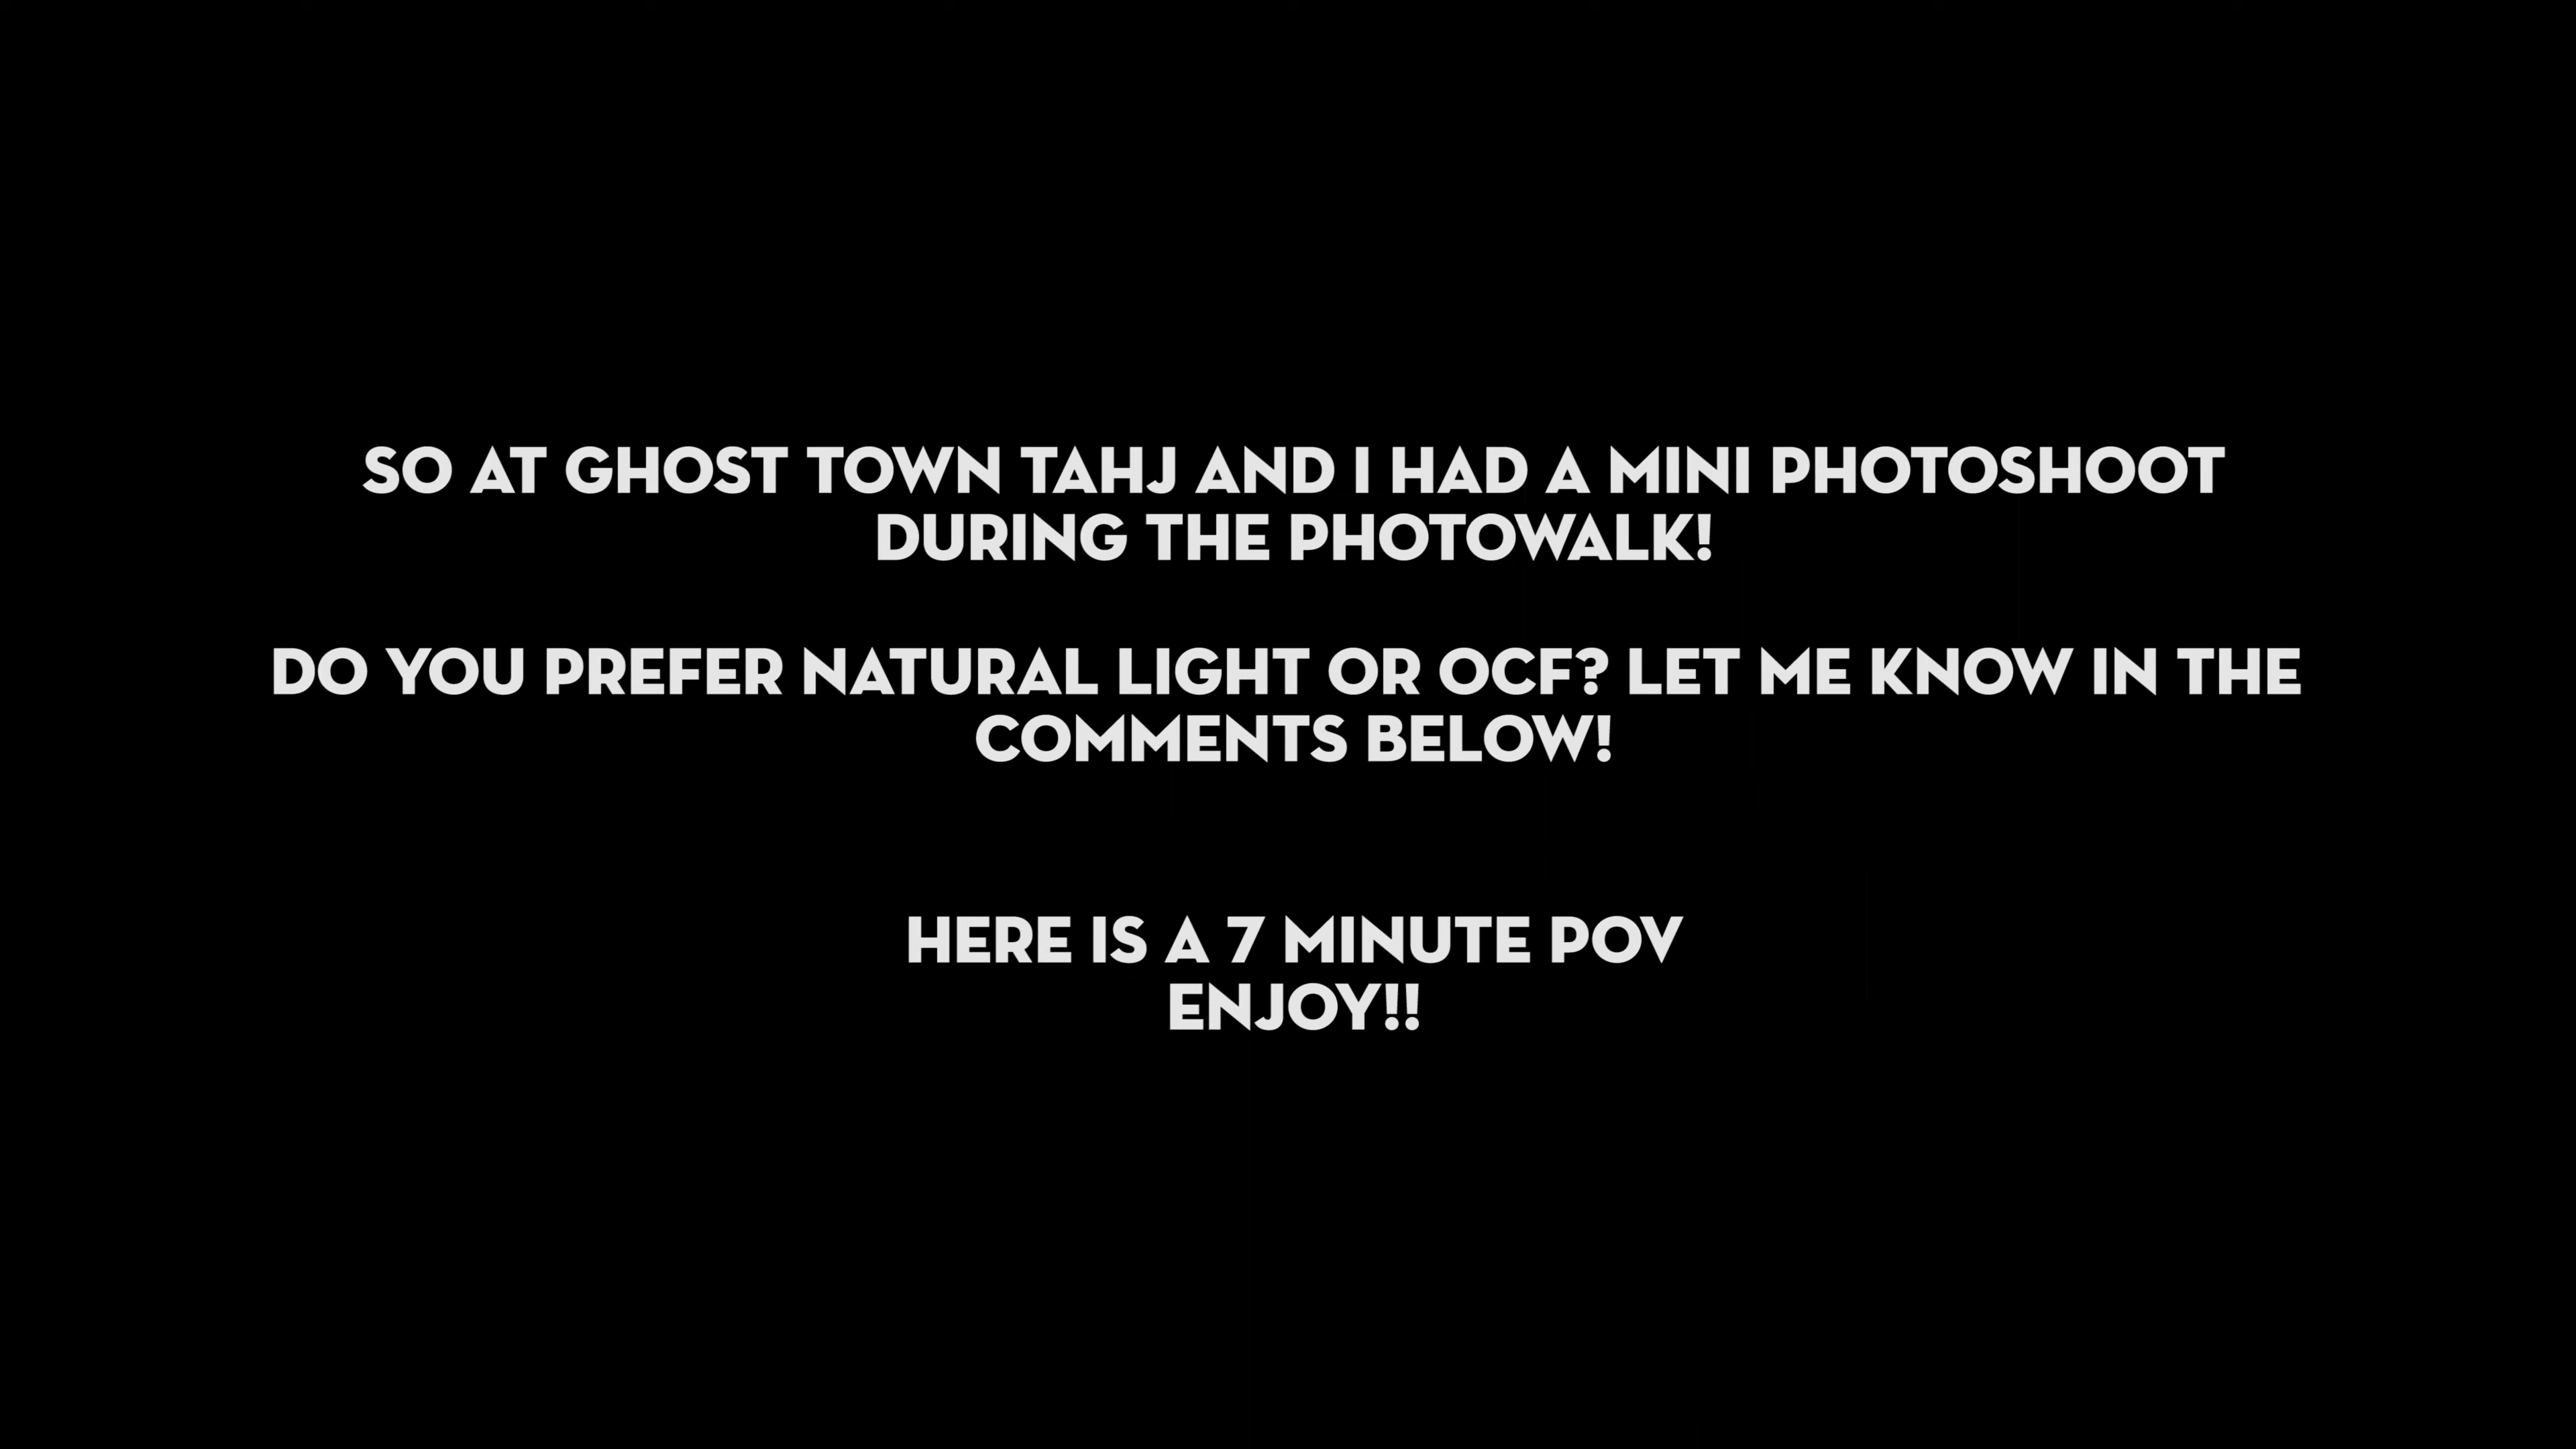 SO AT GHOST TOWN TAHJ AND I HAD A MINI PHOTOSHOOT
DURING THE PHOTOWALK!
DO YOU PREFER NATURAL LIGHT OR OCF? LET ME KNOW IN THE
COMMENTS BELOW!
HERE IS A 7 MINUTE POV
ENJOY!!